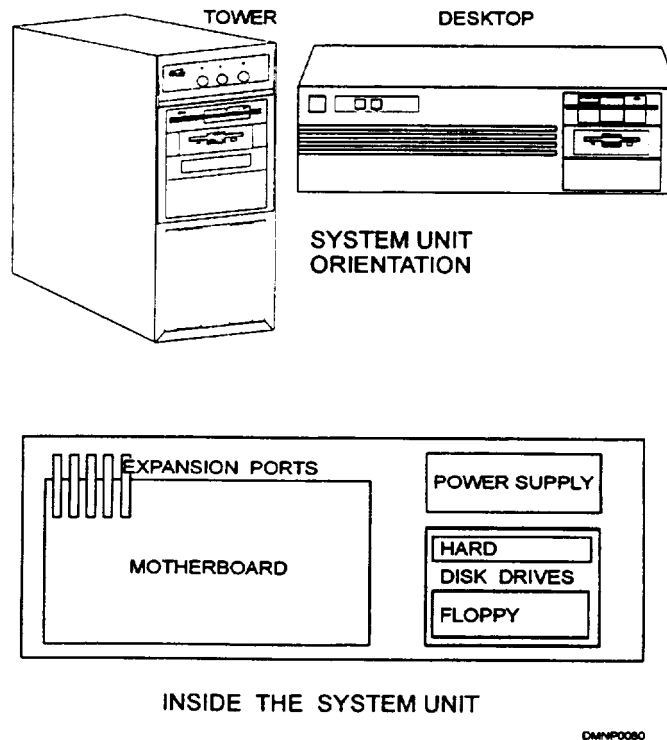 TOWER
DESKTOP
SYSTEM UNIT
ORIENTATION
EXPANSION PORTS
POWER SUPPLY
MOTHERBOARD
HARD
DISK DRIVES
FLOPPY
INSIDE THE SYSTEM UNIT
DMNP0080